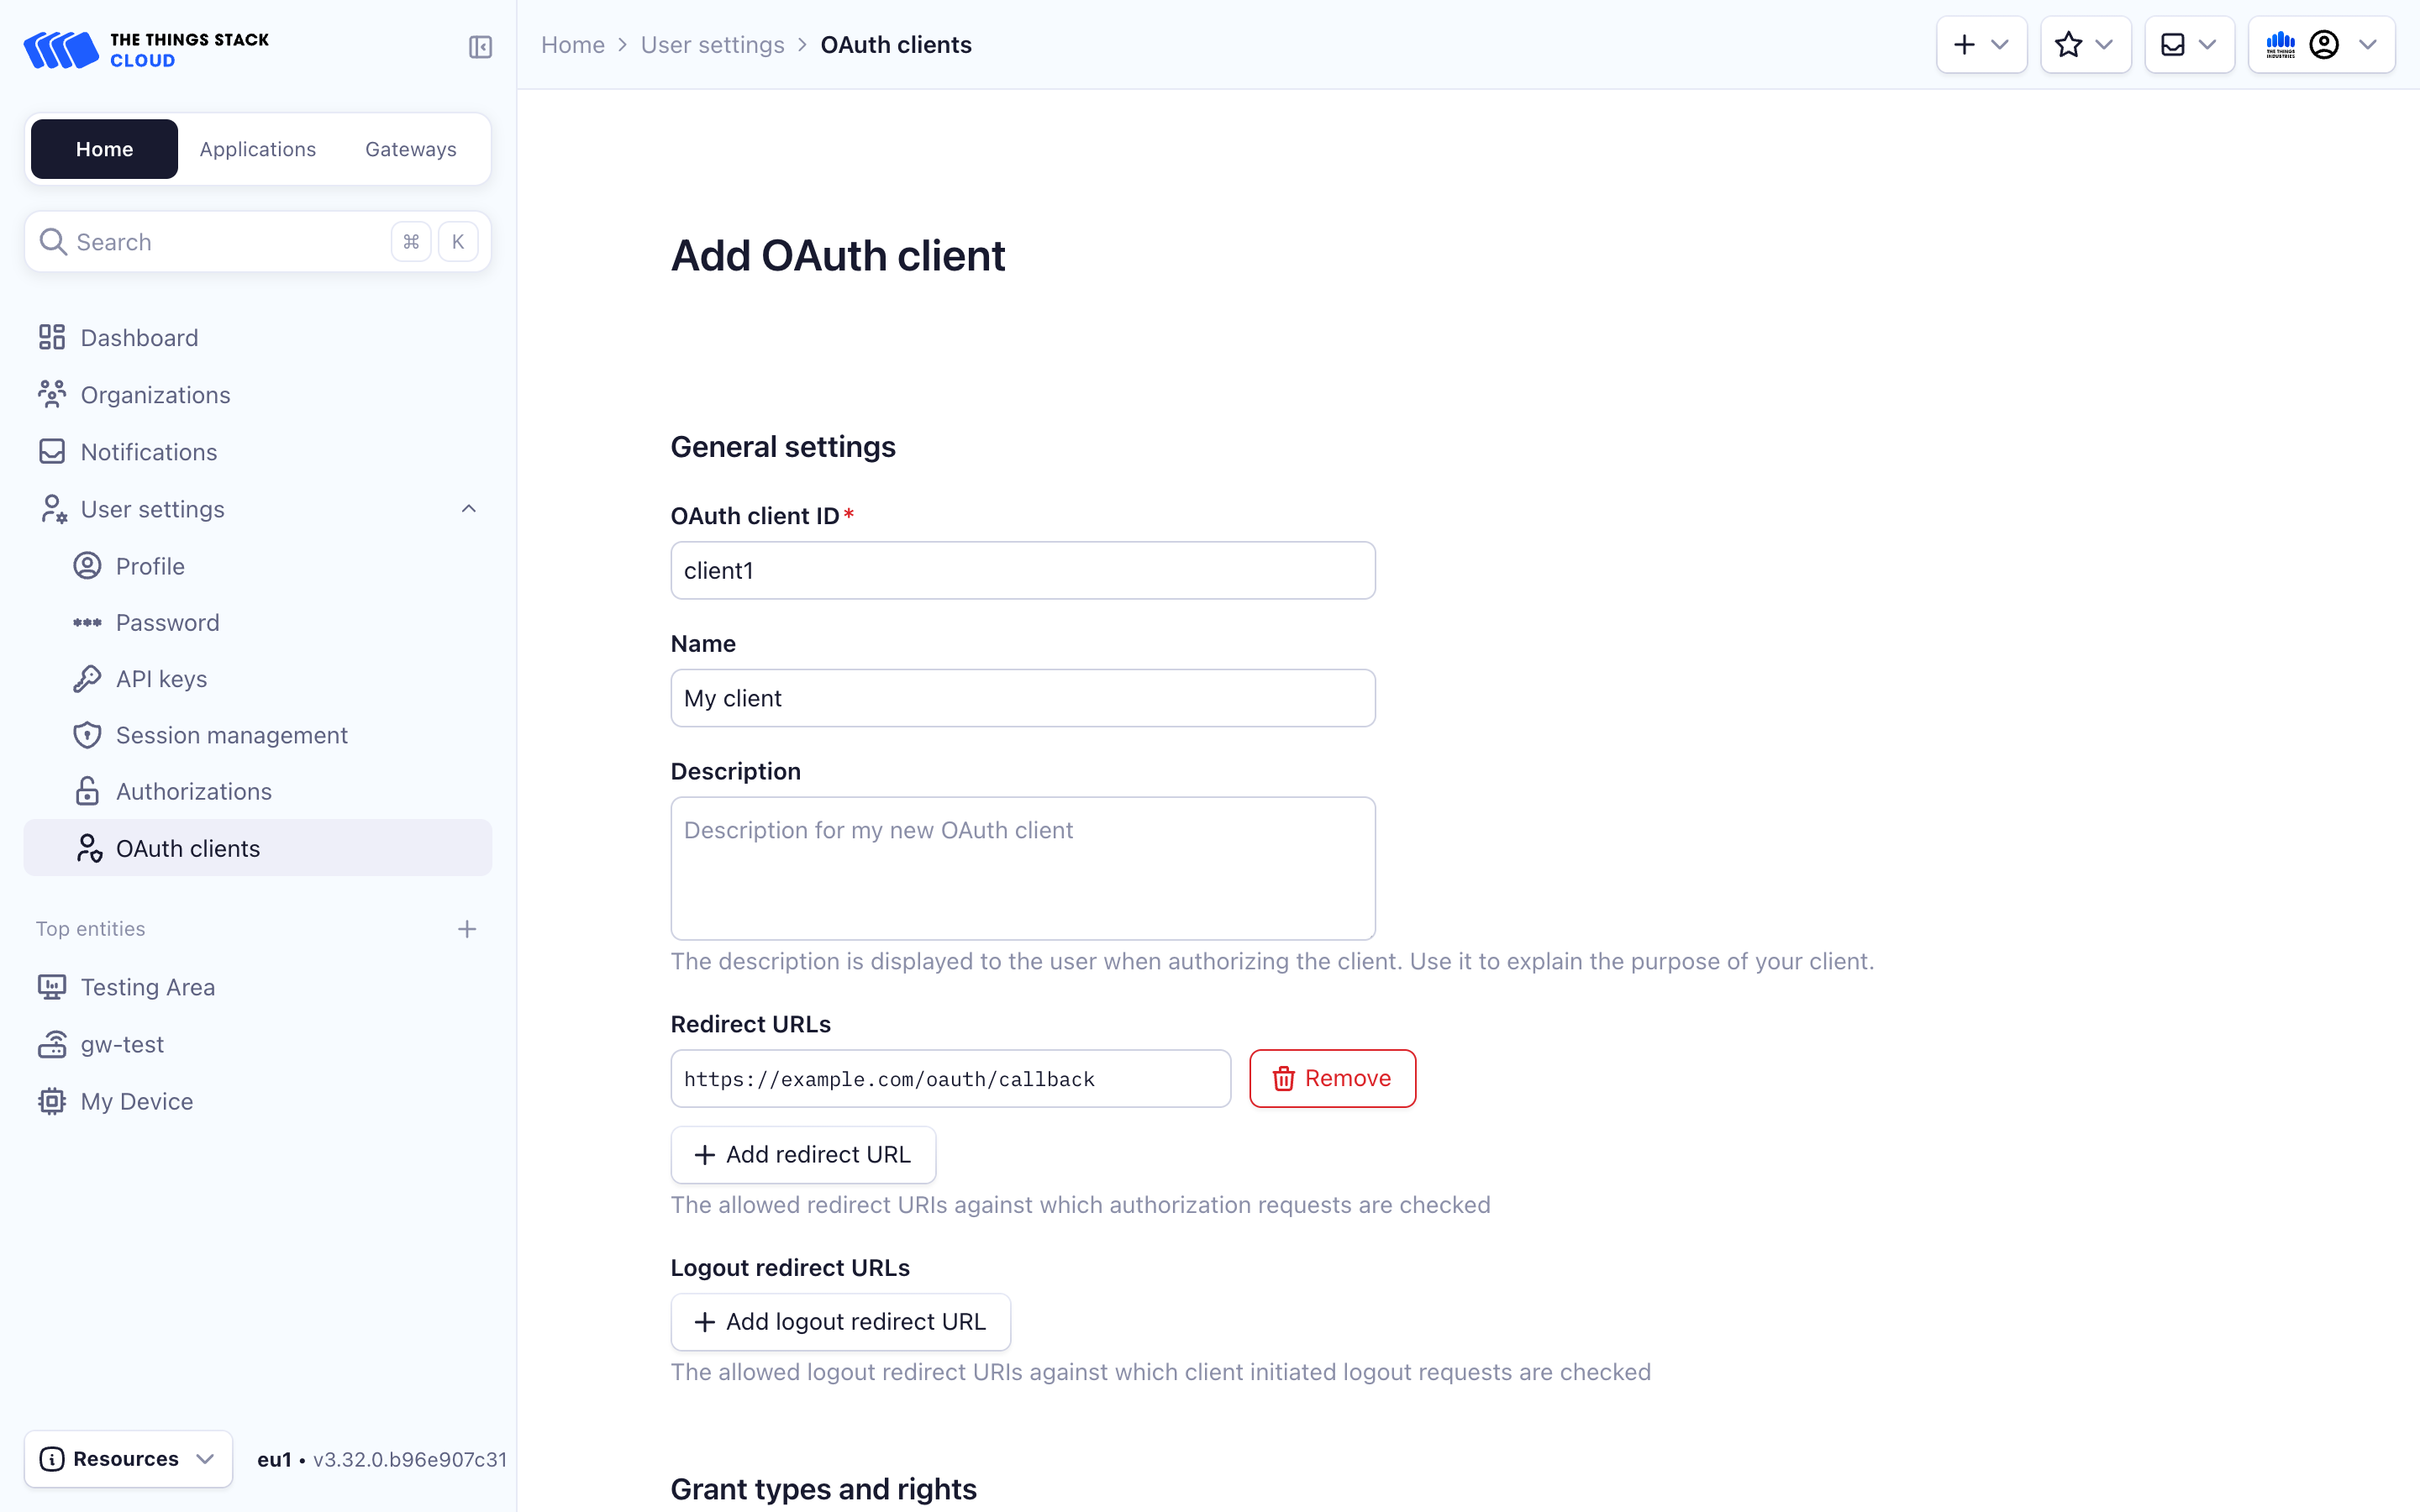 THE THINGS STACK
CLOUD
Home
Applications
Gateways
Search
⌘
K
Dashboard
Organizations
Notifications
User settings
Profile
Password
API keys
Session management
Authorizations
OAuth clients
Top entities
Testing Area
gw-test
My Device
Resources
eu1 • v3.32.0.b96e907c31
Home > User settings > OAuth clients
THE THINGS
INDUSTRIES
Add OAuth client
General settings
OAuth client ID*
client1
Name
My client
Description
Description for my new OAuth client
The description is displayed to the user when authorizing the client. Use it to explain the purpose of your client.
Redirect URLs
https://example.com/oauth/callback
Remove
Add redirect URL
The allowed redirect URIs against which authorization requests are checked
Logout redirect URLs
Add logout redirect URL
The allowed logout redirect URIs against which client initiated logout requests are checked
Grant types and rights